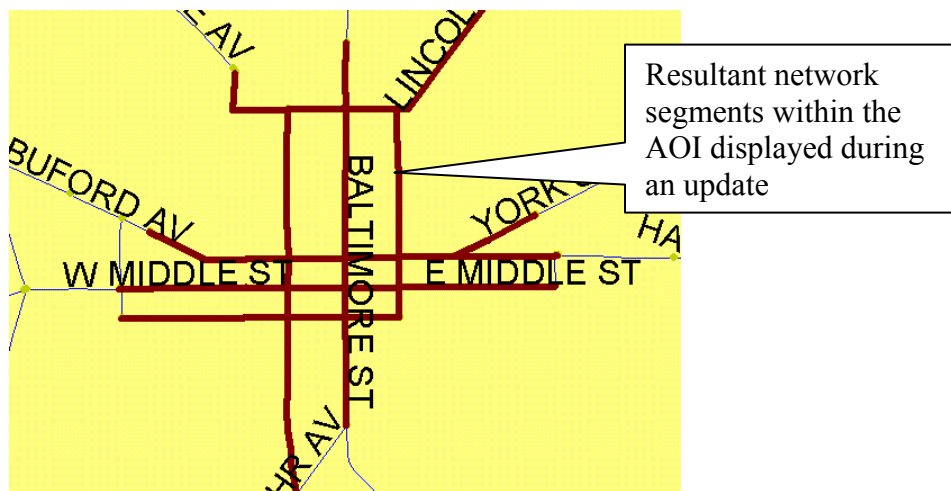 E AV
LINCOL
Resultant network
segments within the
AOI displayed during
an update
BUFORD AV
BALTIMORE ST
YORK
HA
W MIDDLE ST
E MIDDLE ST
HR AV